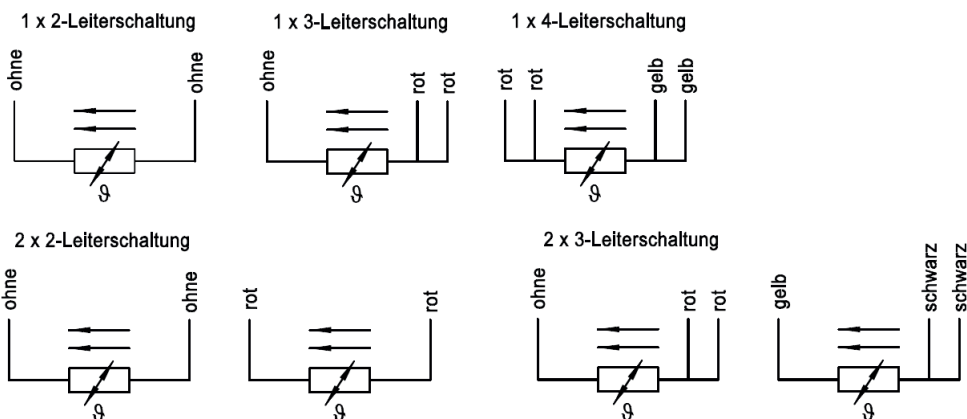 1 x 2-Leiterschaltung 1 x 3-Leiterschaltung 1 x 4-Leiterschaltung
ohne ohne ohne rot rot rot rot gelb gelb
ϑ ϑ ϑ
2 x 2-Leiterschaltung 2 x 3-Leiterschaltung
ohne ohne rot rot ohne rot rot gelb schwarz schwarz
ϑ ϑ ϑ ϑ